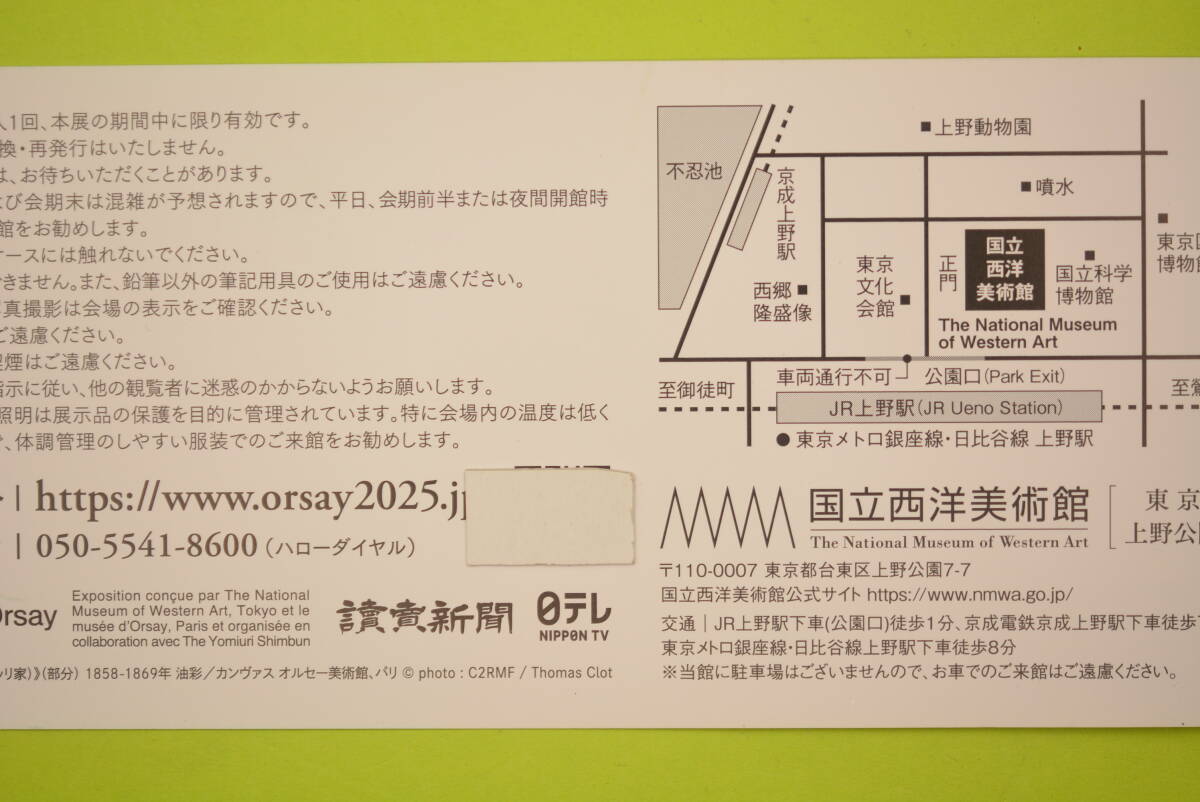 人1回、本展の期間中に限り有効です。
換・再発行はいたしません。
は、お待ちいただくことがあります。
よび会期末は混雑が予想されますので、平日、会期前半または夜間開館時
館をお勧めします。
ケースには触れないでください。
できません。また、鉛筆以外の筆記用具のご使用はご遠慮ください。
写真撮影は会場の表示をご確認ください。
ご遠慮ください。
喫煙はご遠慮ください。
指示に従い、他の観覧者に迷惑のかからないようお願いします。
照明は展示品の保護を目的に管理されています。特に会場内の温度は低く
、体調管理のしやすい服装でのご来館をお勧めします。
https://www.orsay2025.jp
050-5541-8600（ハローダイヤル）
Orsay
Exposition conçue par The National
Museum of Western Art, Tokyo et le
musée d'Orsay, Paris et organisée en
collaboration avec The Yomiuri Shimbun
讀賣新聞
日テレ
NIPPON TV
リ家)》(部分) 1858-1869年 油彩／カンヴァス オルセー美術館、パリ © photo : C2RMF / Thomas Clot
不忍池
京成上野駅
■上野動物園
■噴水
西郷
隆盛像
東京
文化
会館
正門
国立
西洋
美術館
国立科学
博物館
東京国
博物館
The National Museum
of Western Art
至御徒町
車両通行不可
公園口(Park Exit)
至鶯
JR上野駅(JR Ueno Station)
●東京メトロ銀座線・日比谷線 上野駅
国立西洋美術館
The National Museum of Western Art
東京
上野公園
〒110-0007 東京都台東区上野公園7-7
国立西洋美術館公式サイト https://www.nmwa.go.jp/
交通｜JR上野駅下車(公園口)徒歩1分、京成電鉄京成上野駅下車徒歩
東京メトロ銀座線・日比谷線上野駅下車徒歩8分
※当館に駐車場はございませんので、お車でのご来館はご遠慮ください。